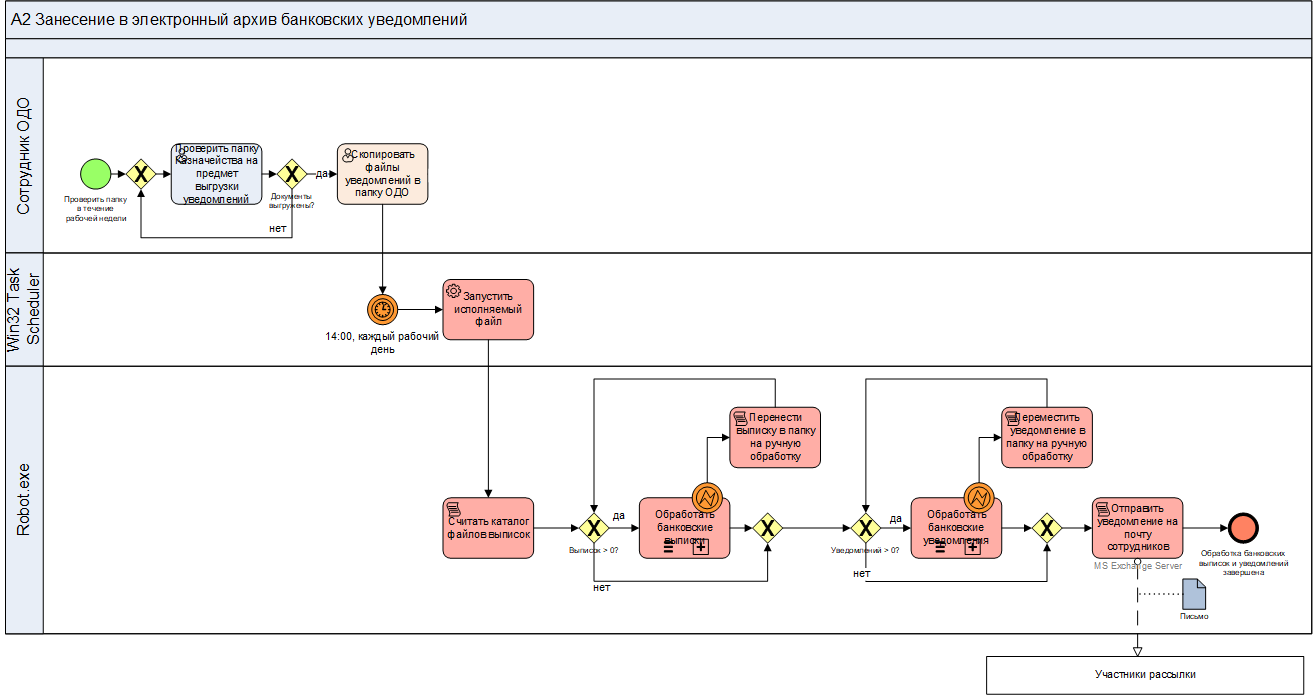 А2 Занесение в электронный архив банковских уведомлений
Сотрудник ОДО
Проверить папку
в течение
рабочей недели
Проверить папку
Казначейства на
предмет
выгрузки
уведомлений
Документы
выгружены?
да
нет
Скопировать
файлы
уведомлений в
папку ОДО
Win32 Task
Scheduler
14:00, каждый рабочий
день
Запустить
исполняемый
файл
Robot.exe
Считать каталог
файлов выписок
Выписок > 0?
да
нет
Обработать
банковские
выписки
Перенести
выписку в папку
на ручную
обработку
Уведомлений > 0?
да
нет
Обработать
банковские
уведомления
Переместить
уведомление в
папку на ручную
обработку
Отправить
уведомление на
почту
сотрудников
MS Exchange Server
Обработка банковских
выписок и уведомлений
завершена
Письмо
Участники рассылки